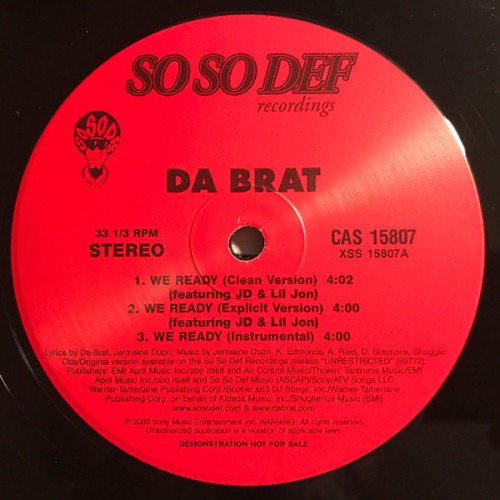 SO SO DEF
recordings
SO SO DEF
DA BRAT
33 1/3 RPM
STEREO
CAS 15807
XSS 15807A
1. WE READY (Clean Version) 4:02
(featuring JD & Lil Jon)
2. WE READY (Explicit Version) 4:00
(featuring JD & Lil Jon)
3. WE READY (Instrumental) 4:00
Lyrics by Da-Brat, Jermaine Dupri; Music by Jermaine Dupri, K. Edmonds, A. Reid, D. Simmons, Shuggie
Otis/Original version available on the So So Def Recordings release "UNRESTRICTED" (69772)
Publishers: EMI April Music Inc./obo itself and Air Control Music/Thowin' Tantrums Music/EMI
April Music Inc./obo itself and So So Def Music (ASCAP)/Sony/ATV Songs LLC
Warner-Tamerlane Publishing Corp./Boobie and DJ Songs, Inc./Warner-Tamerlane
Publishing Corp. on behalf of Kidada Music, Inc./Shugiterius Music (BMI)
www.sosodef.com & www.dabrat.com
℗ 2000 Sony Music Entertainment Inc. WARNING: All rights reserved.
Unauthorized duplication is a violation of applicable laws.
DEMONSTRATION NOT FOR SALE